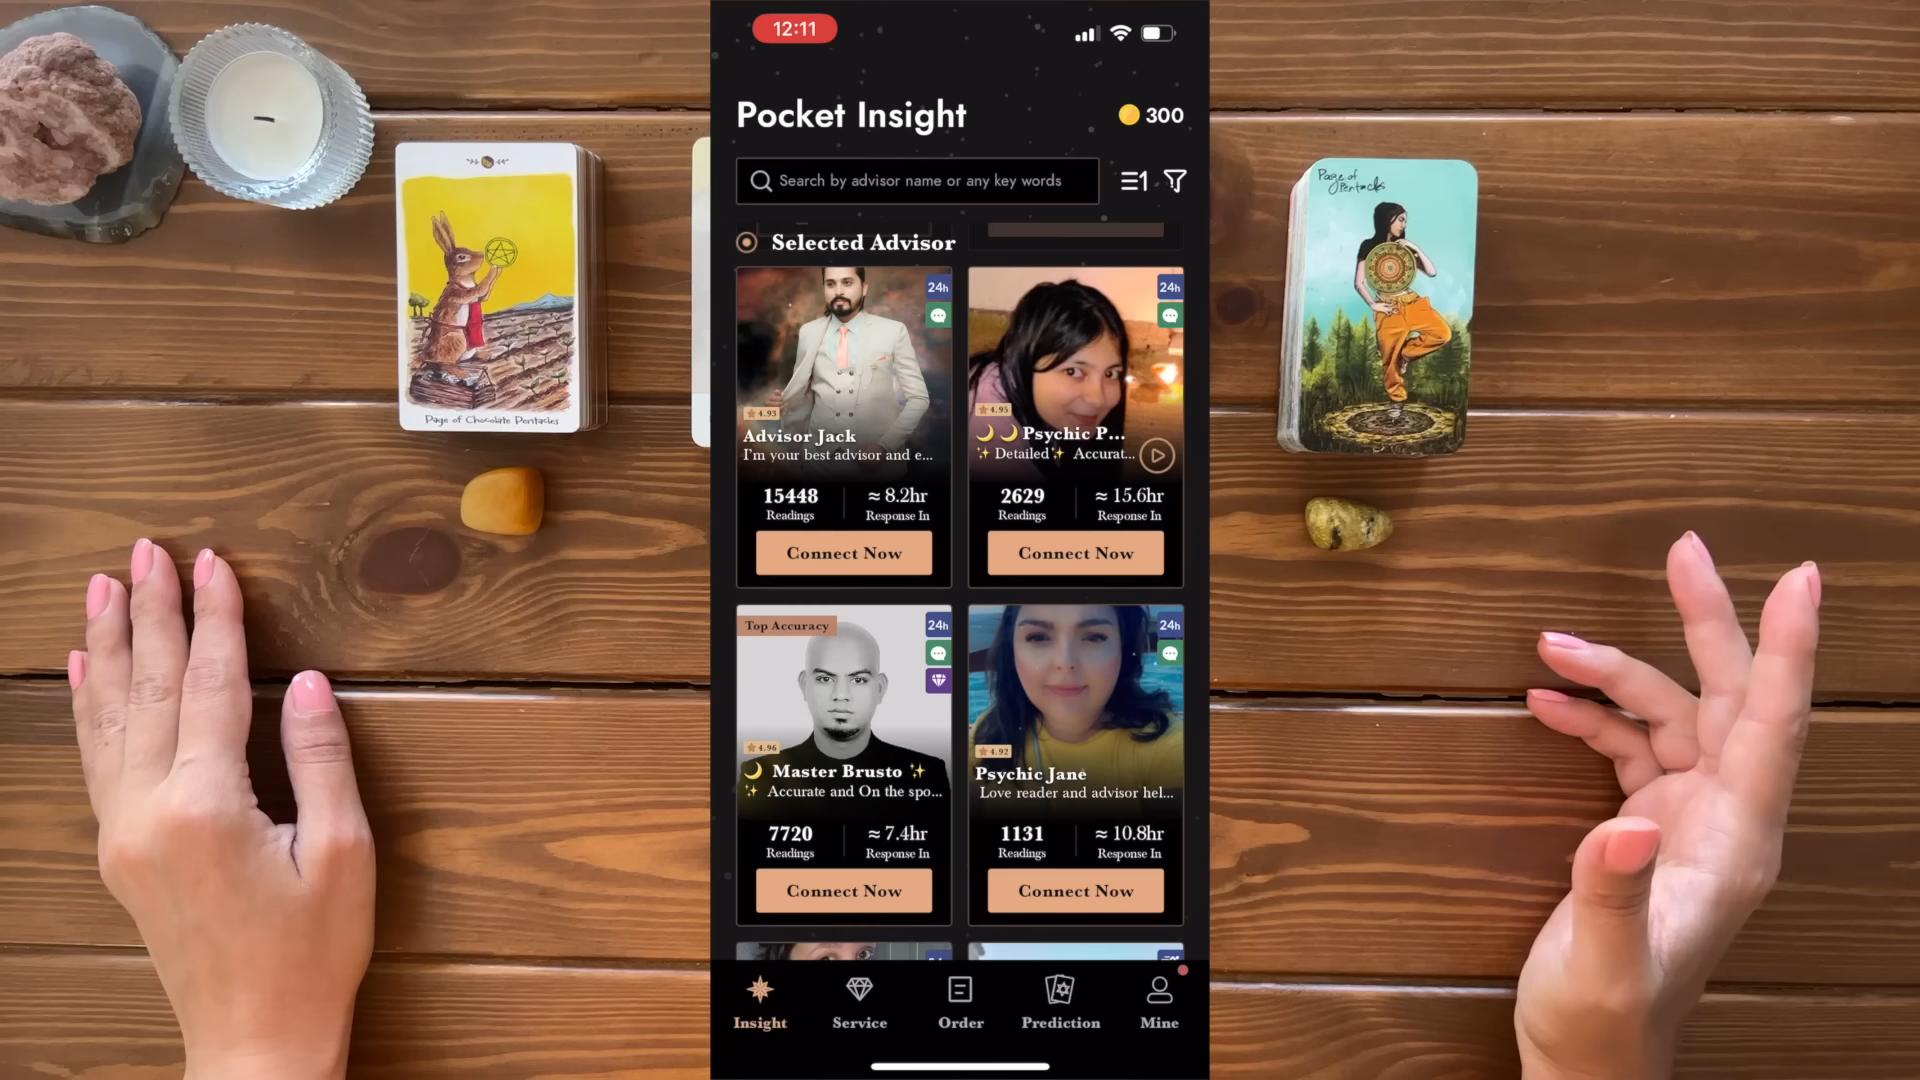 12:11
Pocket Insight
300
Search by advisor name or any key words
1
Selected Advisor
24h
4.93
Advisor Jack
I'm your best advisor and e...
15448
Readings
≈ 8.2hr
Response In
Connect Now
24h
4.95
Psychic P...
Detailed Accurat...
2629
Readings
≈ 15.6hr
Response In
Connect Now
Top Accuracy
24h
4.96
Master Brusto
Accurate and On the spo...
7720
Readings
≈ 7.4hr
Response In
Connect Now
24h
4.92
Psychic Jane
Love reader and advisor hel...
1131
Readings
≈ 10.8hr
Response In
Connect Now
Insight
Service
Order
Prediction
Mine
Page of Chocolate Pentacles
Page of
Pentacles